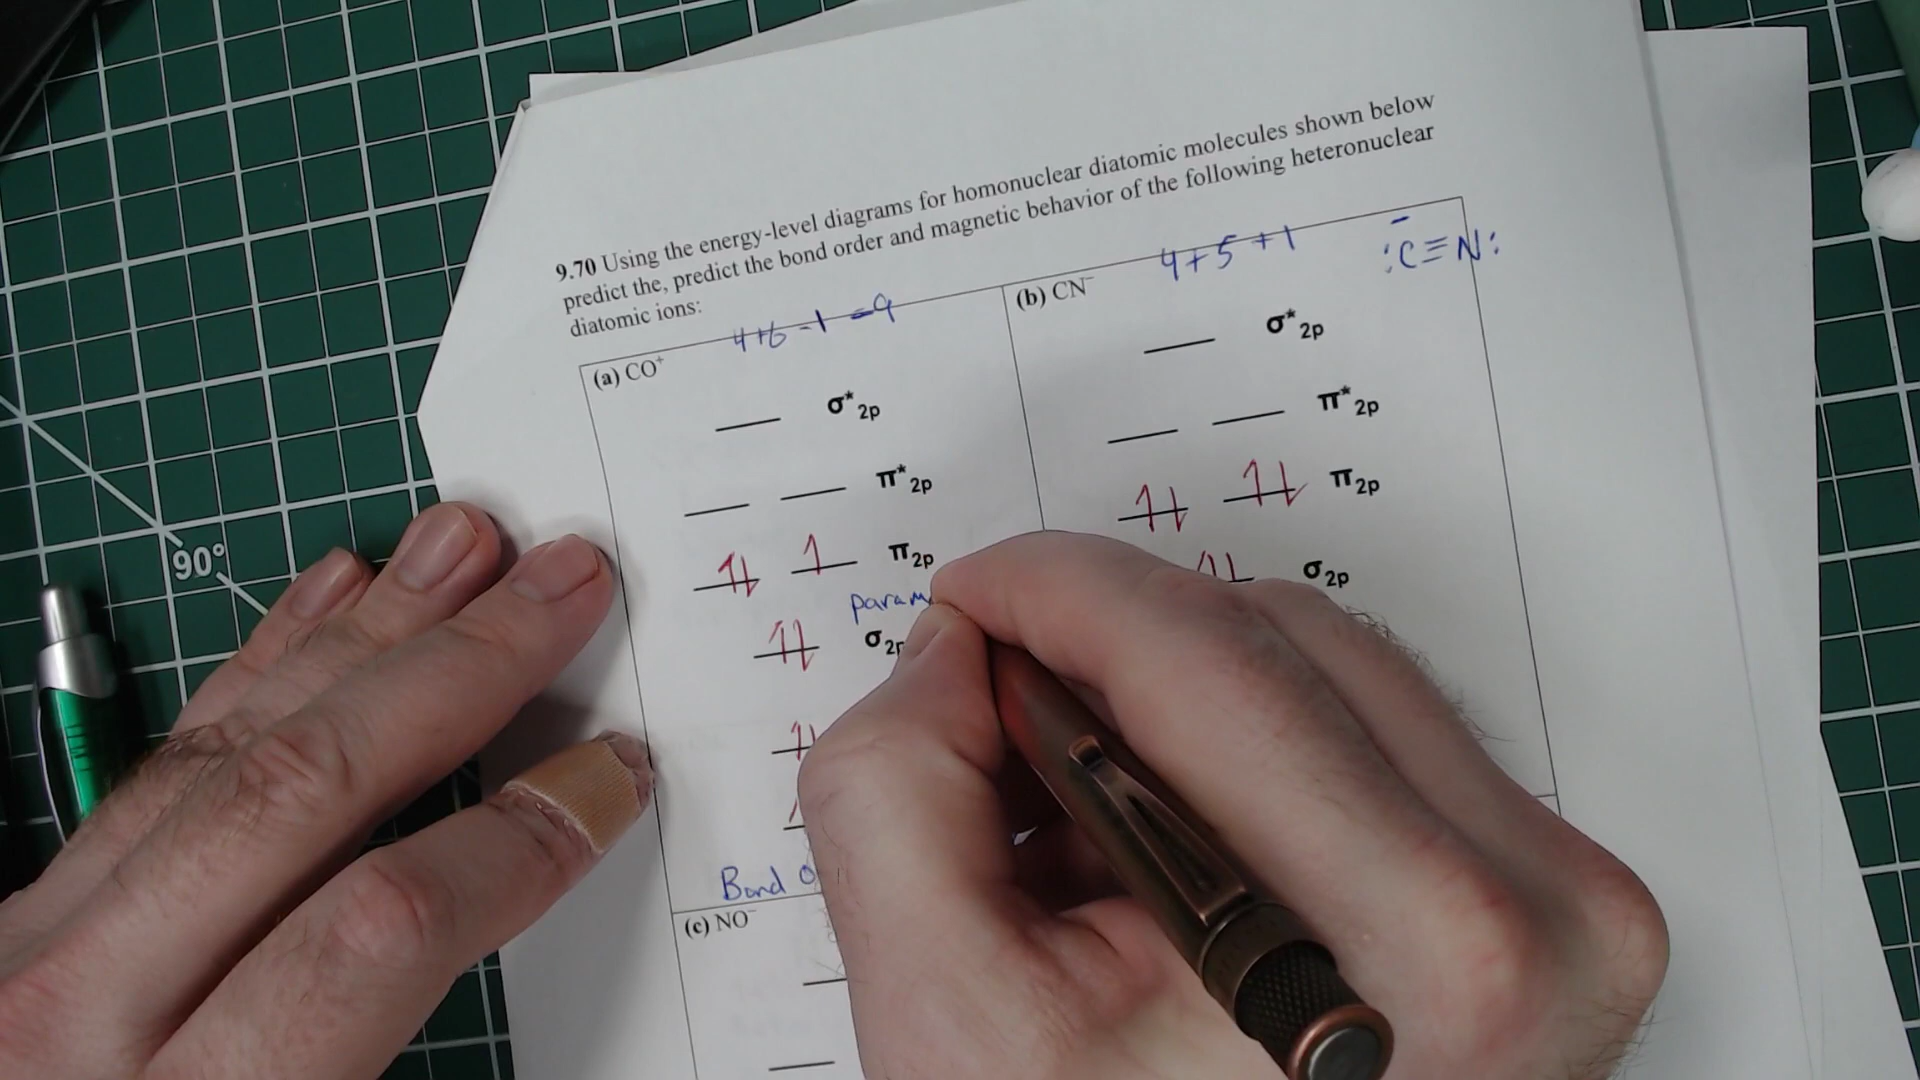 9.70 Using the energy-level diagrams for homonuclear diatomic molecules shown below
predict the, predict the bond order and magnetic behavior of the following heteronuclear
diatomic ions:
4+6-1=9
(a) CO⁺
σ*2p
π*2p
π2p
param
σ2p
Bond
(b) CN⁻
4+5+1
:C≡N:
σ*2p
π*2p
π2p
σ2p
(c) NO⁻
90°